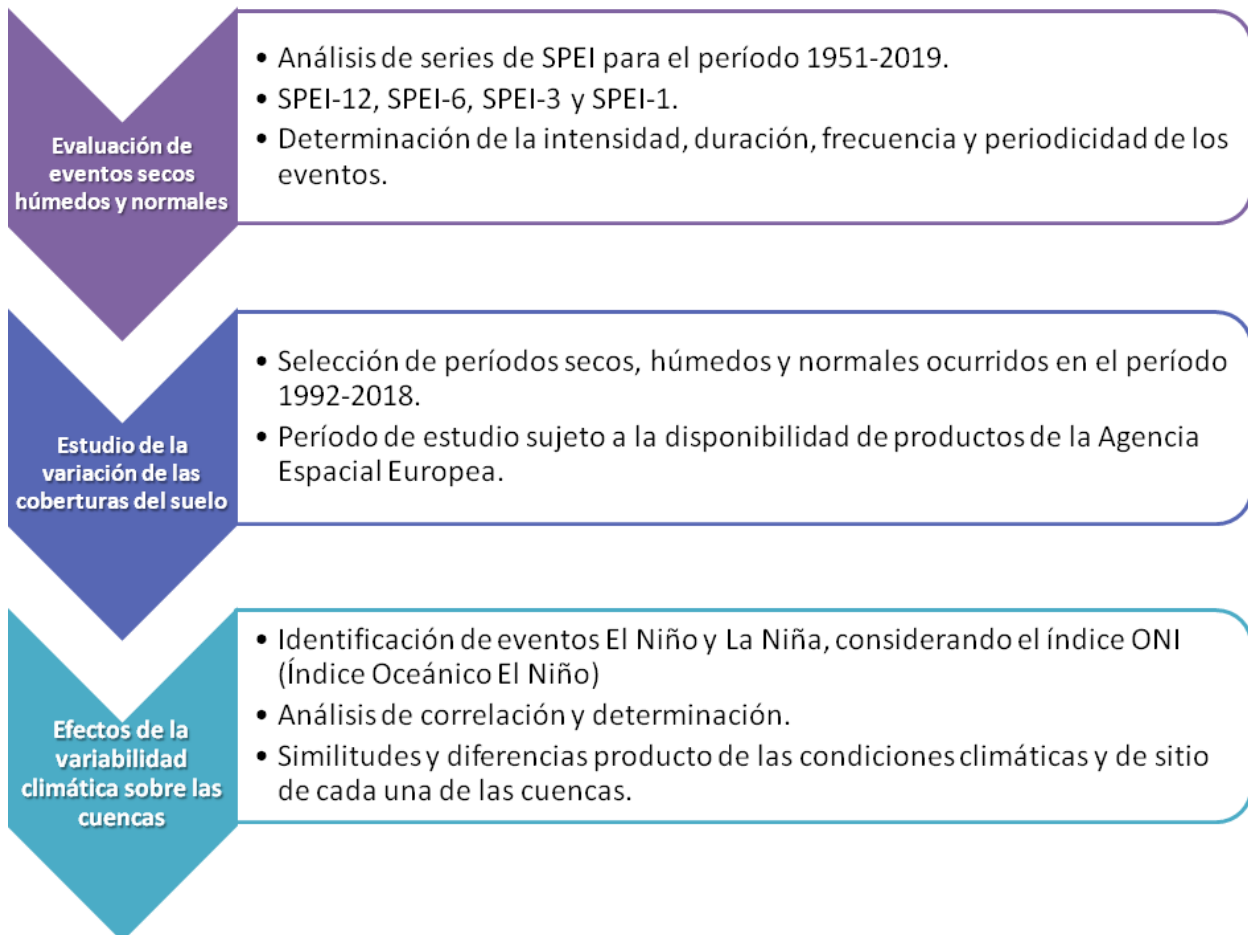 Evaluación de
eventos secos
húmedos y normales
• Análisis de series de SPEI para el período 1951-2019.
• SPEI-12, SPEI-6, SPEI-3 y SPEI-1.
• Determinación de la intensidad, duración, frecuencia y periodicidad de los
eventos.
Estudio de la
variación de las
coberturas del suelo
• Selección de períodos secos, húmedos y normales ocurridos en el período
1992-2018.
• Período de estudio sujeto a la disponibilidad de productos de la Agencia
Espacial Europea.
Efectos de la
variabilidad
climática sobre las
cuencas
• Identificación de eventos El Niño y La Niña, considerando el índice ONI
(Índice Oceánico El Niño)
• Análisis de correlación y determinación.
• Similitudes y diferencias producto de las condiciones climáticas y de sitio
de cada una de las cuencas.